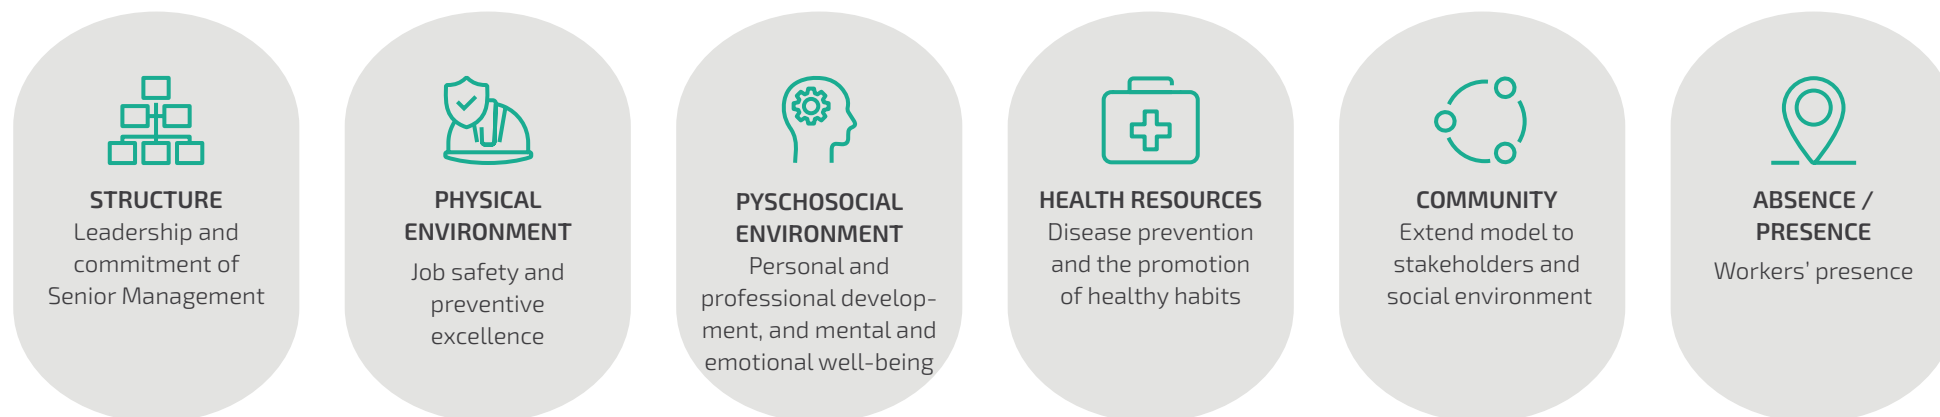 STRUCTURE
Leadership and
commitment of
Senior Management
PHYSICAL
ENVIRONMENT
Job safety and
preventive
excellence
PYSCHOSOCIAL
ENVIRONMENT
Personal and
professional develop-
ment, and mental and
emotional well-being
HEALTH RESOURCES
Disease prevention
and the promotion
of healthy habits
COMMUNITY
Extend model to
stakeholders and
social environment
ABSENCE /
PRESENCE
Workers’ presence